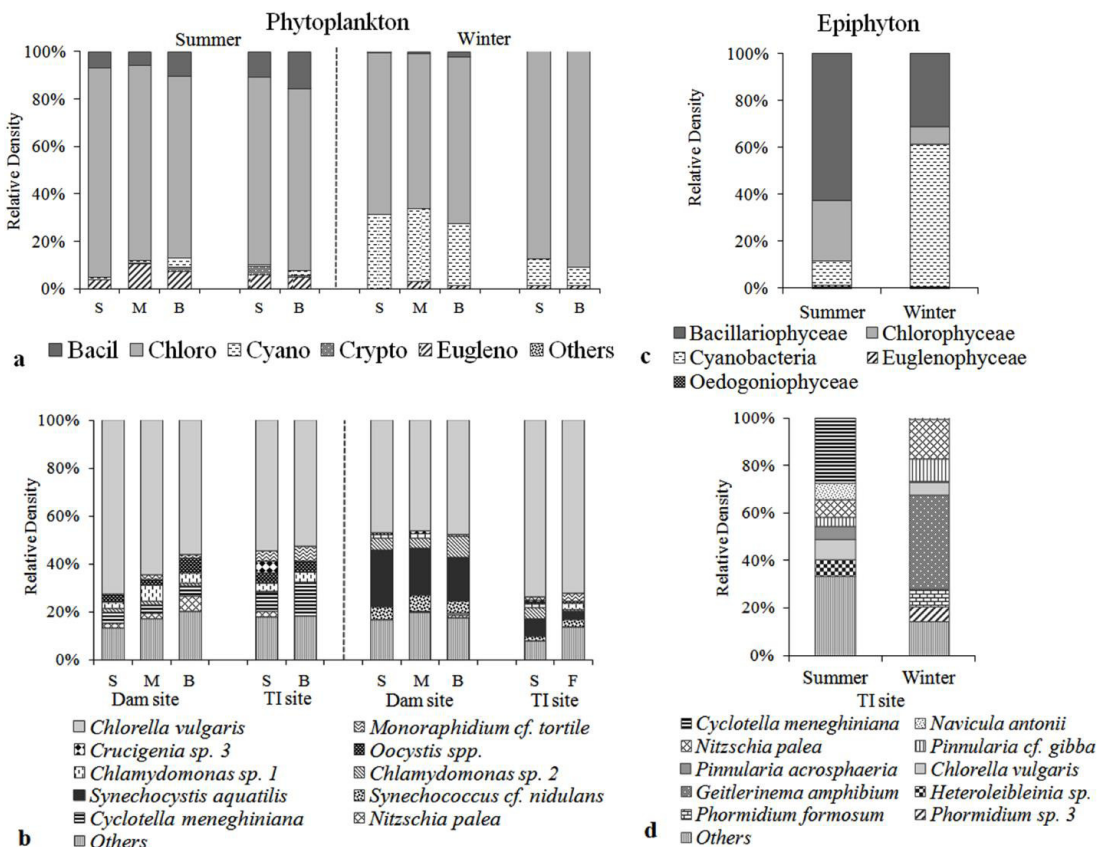 Phytoplankton
Summer
Winter
Relative Density
100%
80%
60%
40%
20%
0%
S M B S B S M B S B
a Bacil Chloro Cyano Crypto Eugleno Others
Epiphyton
Relative Density
100%
80%
60%
40%
20%
0%
Summer Winter
Bacillariophyceae Chlorophyceae
c Cyanobacteria Euglenophyceae
Oedogoniophyceae
Relative Density
100%
80%
60%
40%
20%
0%
S M B S B S M B S F
Dam site TI site Dam site TI site
Chlorella vulgaris Monoraphidium cf. tortile
Crucigenia sp. 3 Oocystis spp.
Chlamydomonas sp. 1 Chlamydomonas sp. 2
Synechocystis aquatilis Synechococcus cf. nidulans
Cyclotella meneghiniana Nitzschia palea
b Others
Relative Density
100%
80%
60%
40%
20%
0%
Summer Winter
TI site
Cyclotella meneghiniana Navicula antonii
Nitzschia palea Pinnularia cf. gibba
Pinnularia acrosphaeria Chlorella vulgaris
Geitlerinema amphibium Heteroleibleinia sp.
Phormidium formosum Phormidium sp. 3
d Others